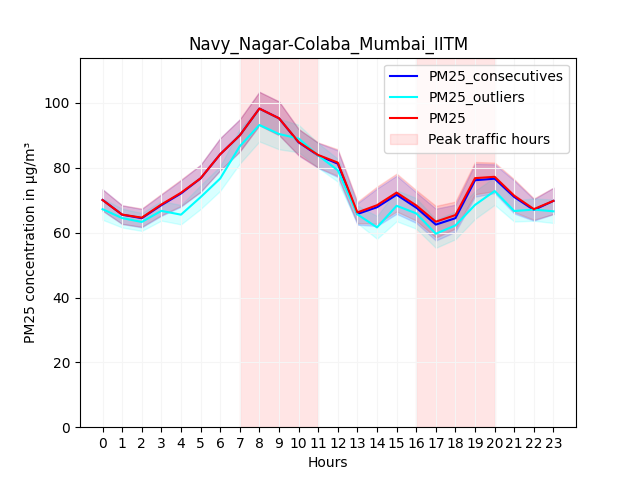 Navy_Nagar-Colaba_Mumbai_IITM
PM25_consecutives
PM25_outliers
PM25
Peak traffic hours
PM25 concentration in µg/m³
100
80
60
40
20
0
0 1 2 3 4 5 6 7 8 9 10 11 12 13 14 15 16 17 18 19 20 21 22 23
Hours